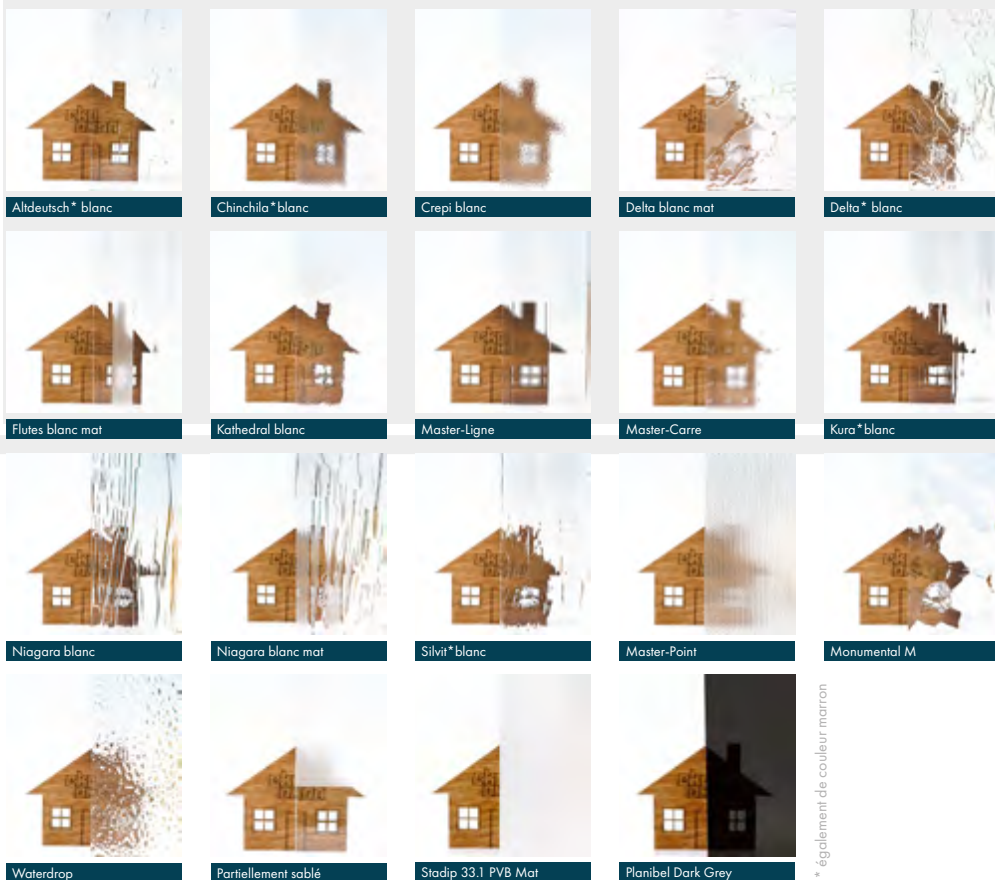 Altdeutsch* blanc
Chinchila*blanc
Crepi blanc
Delta blanc mat
Delta* blanc
Flutes blanc mat
Kathedral blanc
Master-Ligne
Master-Carre
Kura*blanc
Niagara blanc
Niagara blanc mat
Silvit*blanc
Master-Point
Monumental M
Waterdrop
Partiellement sablé
Stadip 33.1 PVB Mat
Planibel Dark Grey
* également de couleur marron